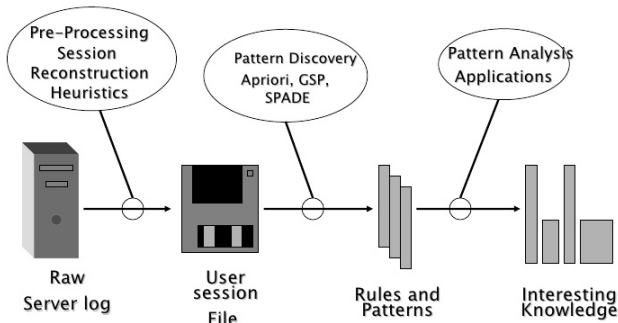 Pre-Processing
Session
Reconstruction
Heuristics
Pattern Discovery
Apriori, GSP,
SPADE
Pattern Analysis
Applications
Raw
Server log
User
session
File
Rules and
Patterns
Interesting
Knowledge